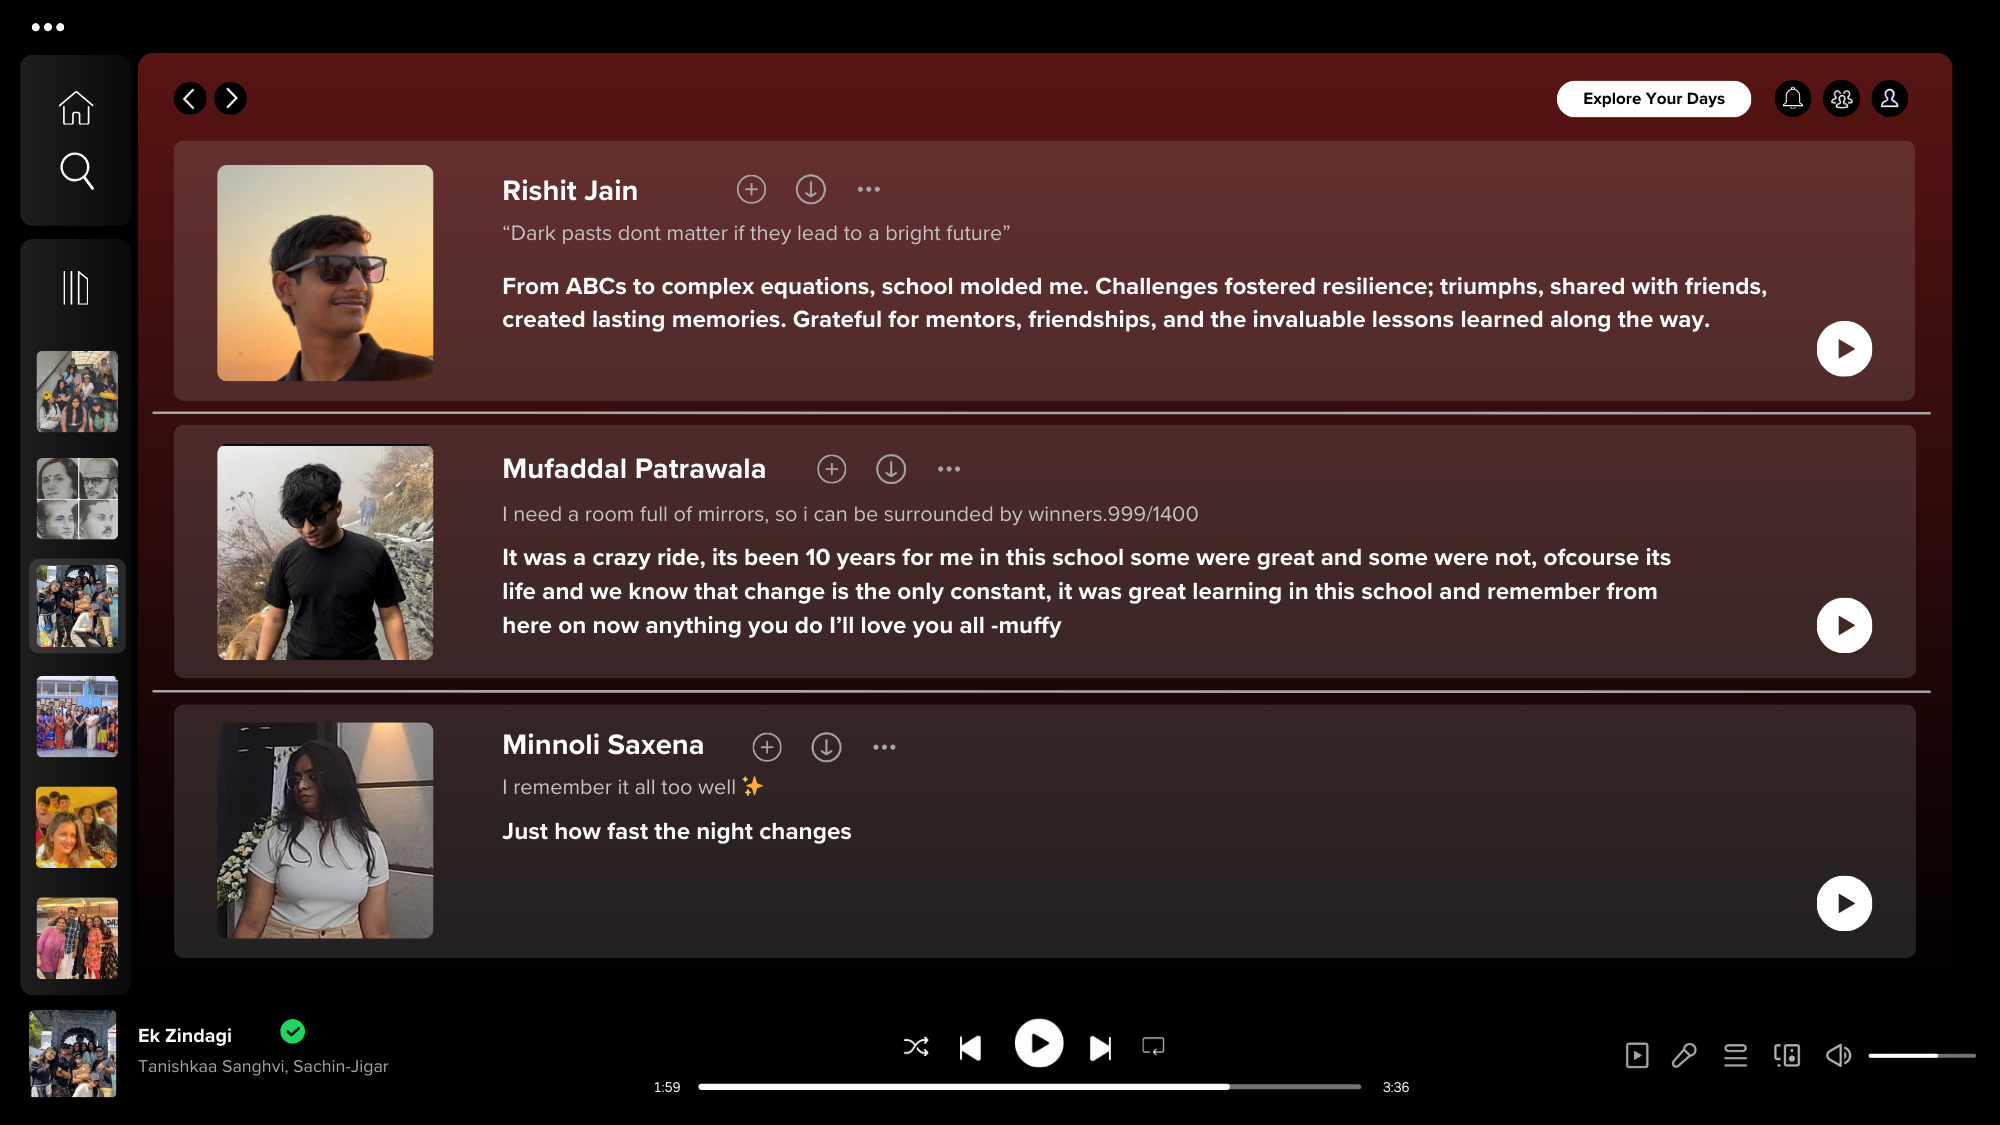 Explore Your Days
Rishit Jain
“Dark pasts dont matter if they lead to a bright future”
From ABCs to complex equations, school molded me. Challenges fostered resilience; triumphs, shared with friends,
created lasting memories. Grateful for mentors, friendships, and the invaluable lessons learned along the way.
Mufaddal Patrawala
I need a room full of mirrors, so i can be surrounded by winners.999/1400
It was a crazy ride, its been 10 years for me in this school some were great and some were not, ofcourse its
life and we know that change is the only constant, it was great learning in this school and remember from
here on now anything you do I’ll love you all -muffy
Minnoli Saxena
I remember it all too well ✨
Just how fast the night changes
Ek Zindagi
Tanishkaa Sanghvi, Sachin-Jigar
1:59
3:36